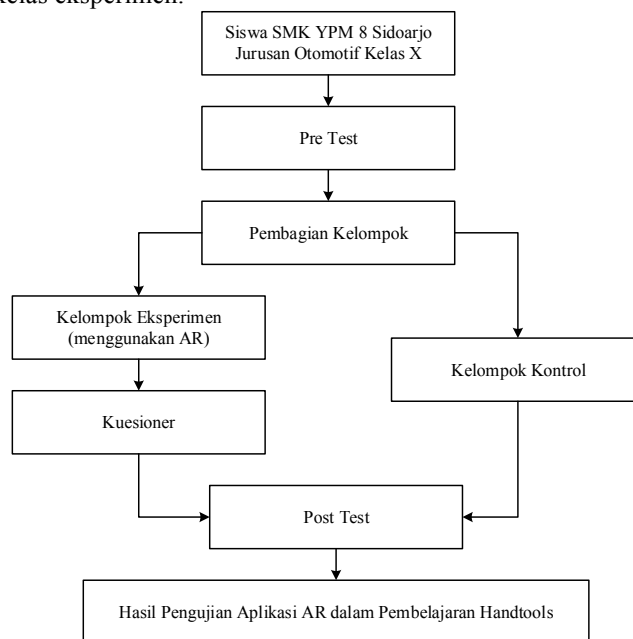 kelas eksperimen.
Siswa SMK YPM 8 Sidoarjo
Jurusan Otomotif Kelas X
Pre Test
Pembagian Kelompok
Kelompok Eksperimen
(menggunakan AR)
Kelompok Kontrol
Kuesioner
Post Test
Hasil Pengujian Aplikasi AR dalam Pembelajaran Handtools